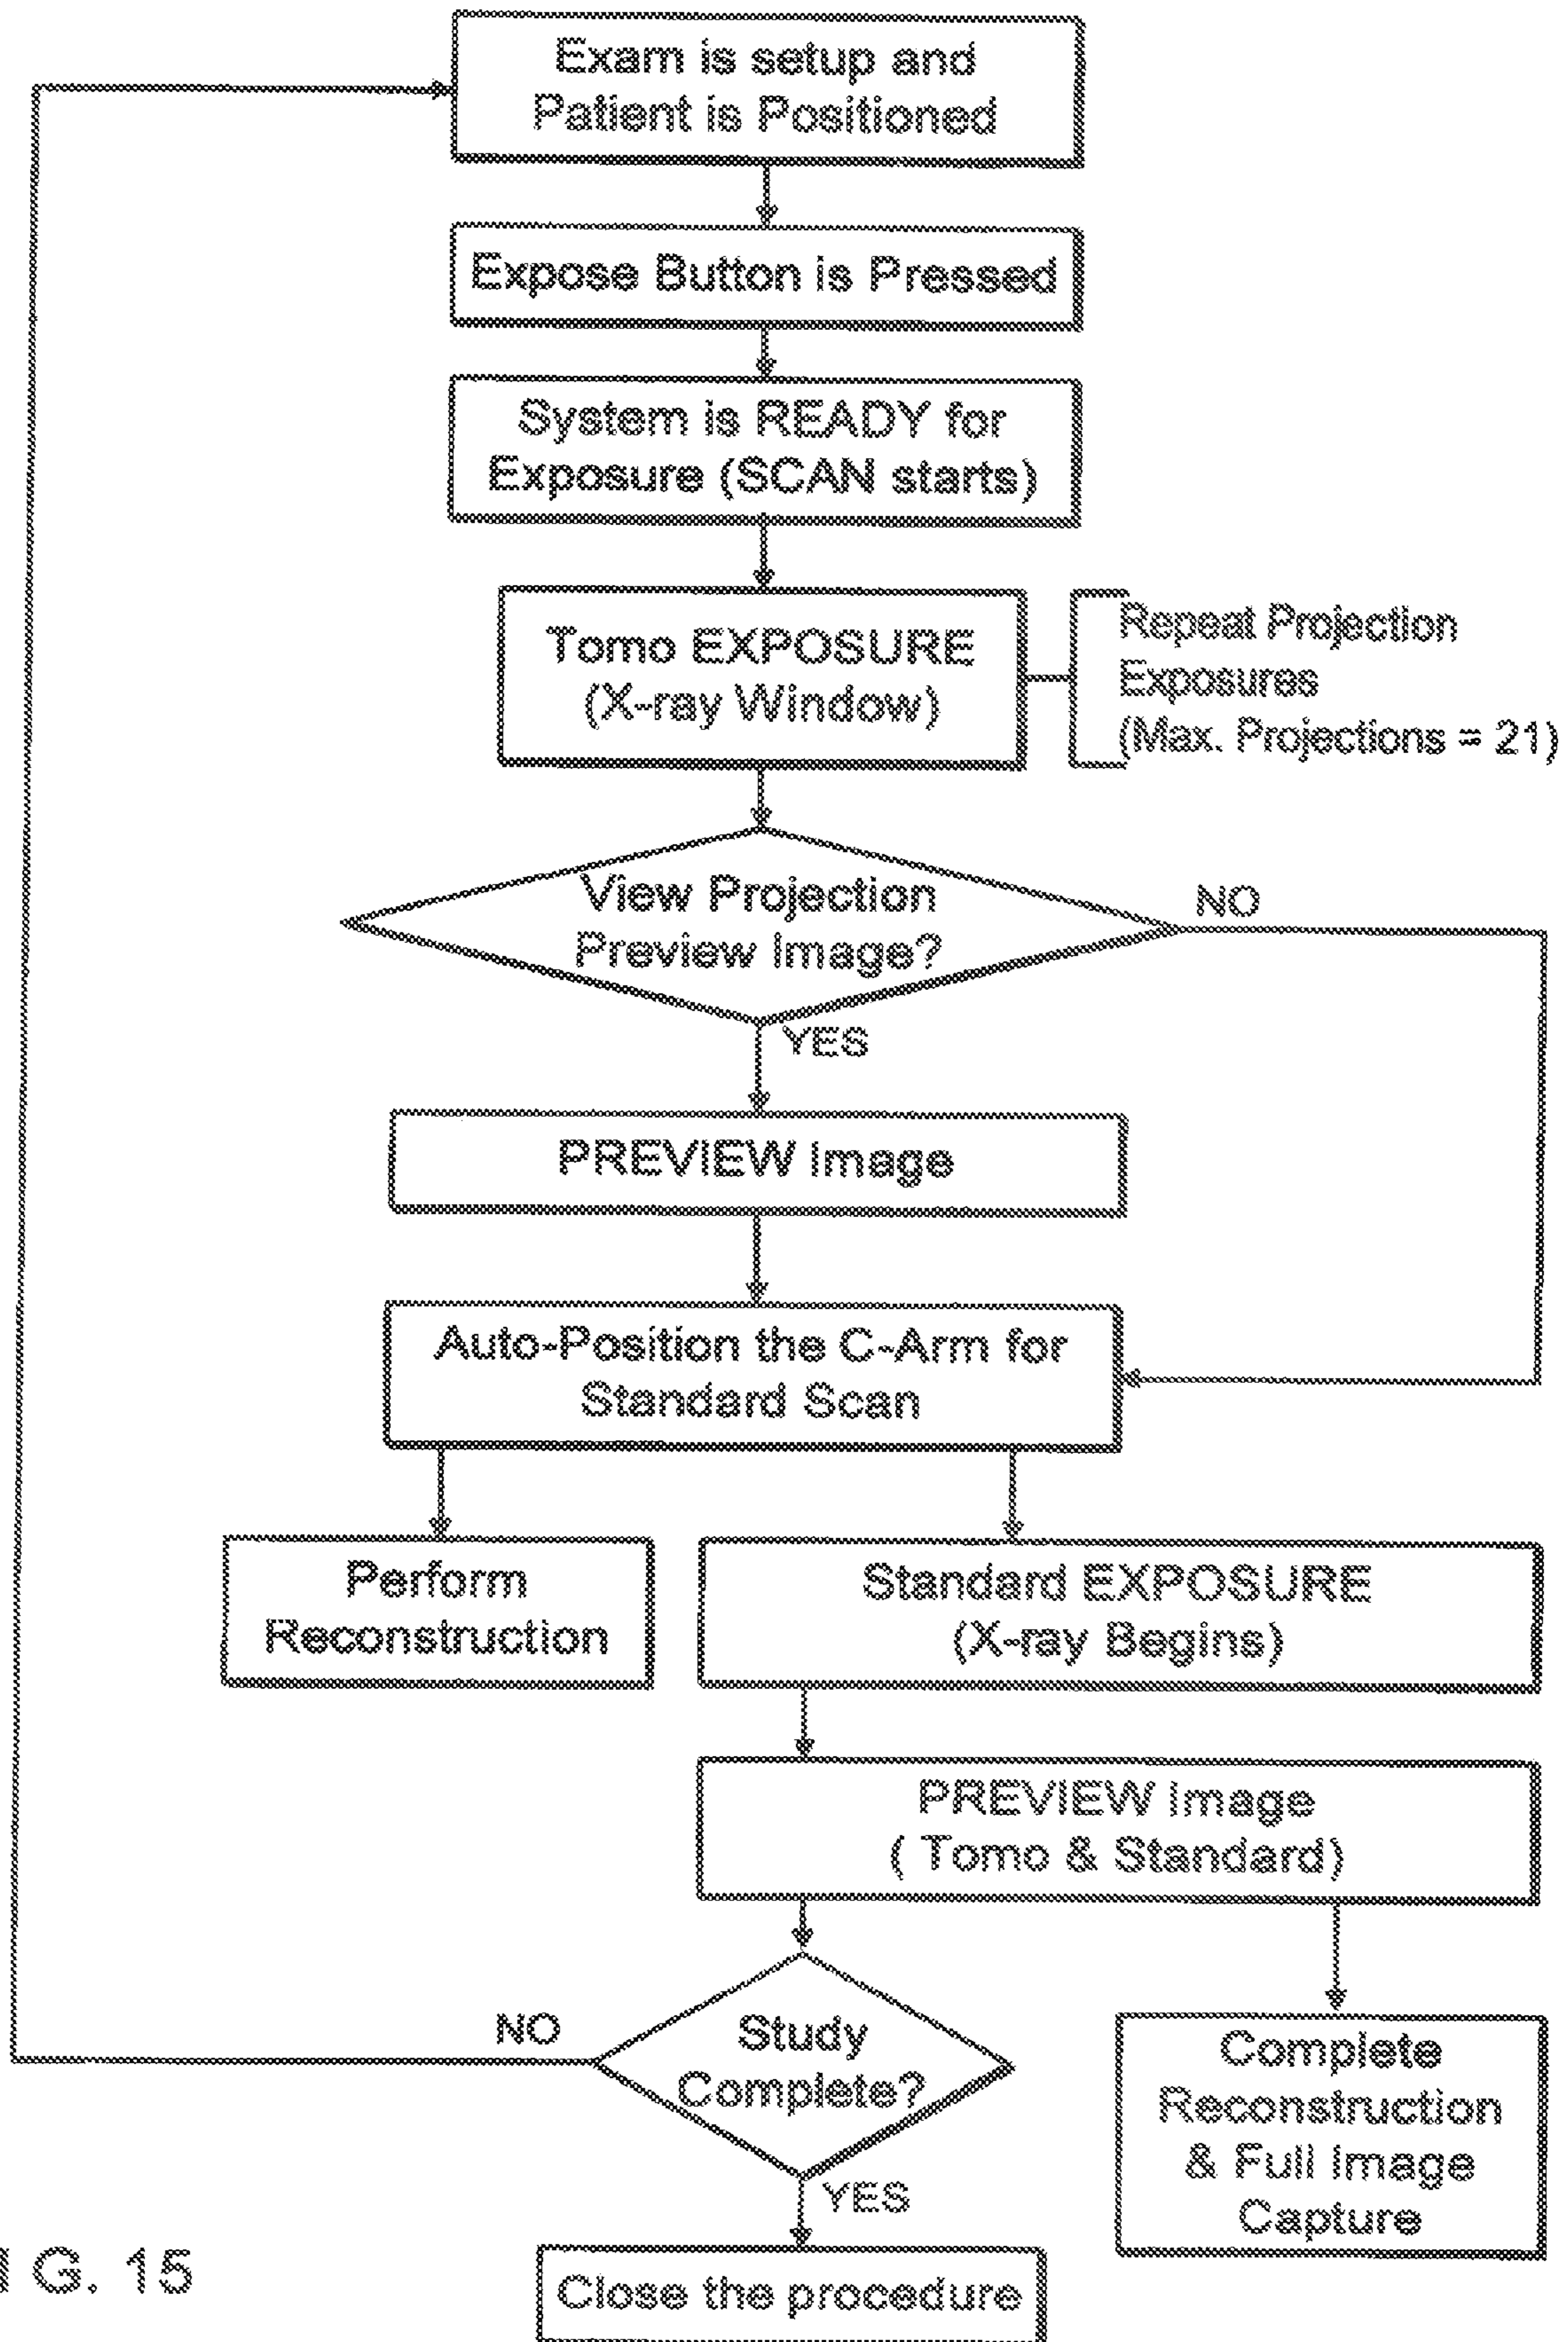 Exam is setup and
Patient is Positioned
Expose Button is Pressed
System is READY for
Exposure (SCAN starts)
Tomo EXPOSURE
(X-ray Window)
Repeat Projection
Exposures
(Max. Projections = 21)
View Projection
Preview Image?
NO
YES
PREVIEW Image
Auto-Position the C-Arm for
Standard Scan
Perform
Reconstruction
Standard EXPOSURE
(X-ray Begins)
PREVIEW Image
( Tomo & Standard)
NO
Study
Complete?
YES
Complete
Reconstruction
& Full Image
Capture
Close the procedure
I G. 15